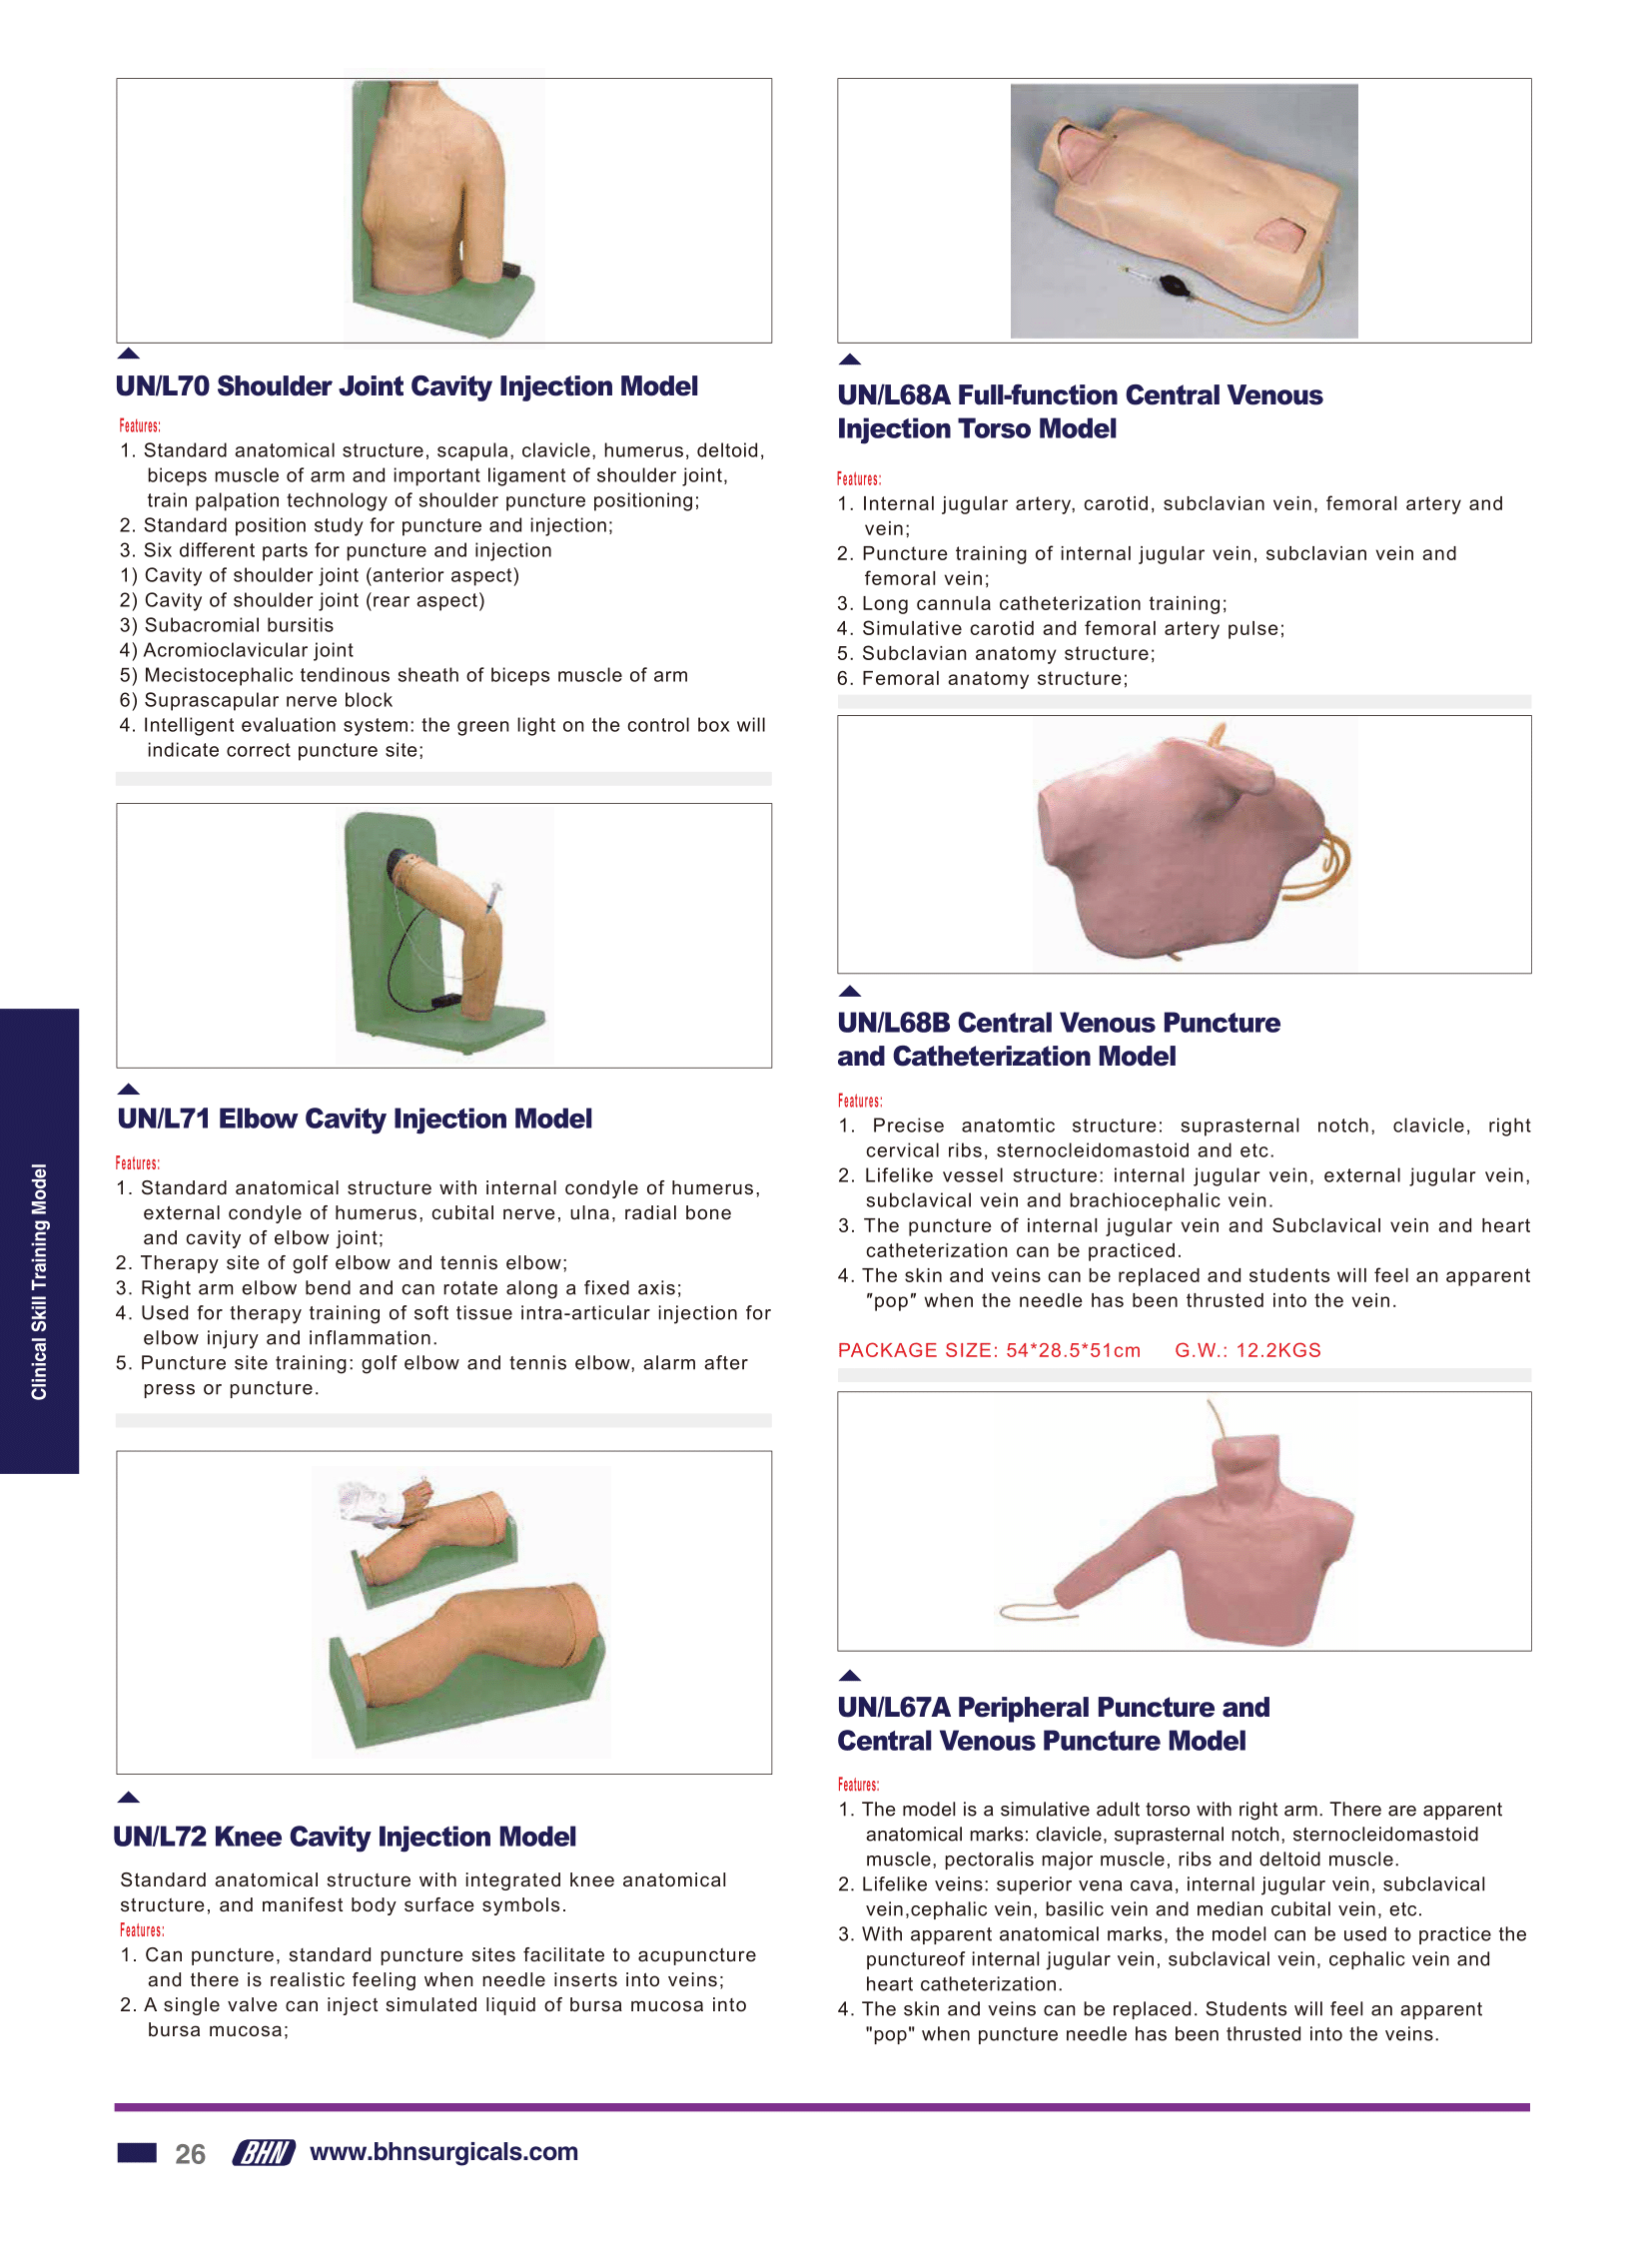 UN/L70 Shoulder Joint Cavity Injection Model
Features:
1. Standard anatomical structure, scapula, clavicle, humerus, deltoid,
biceps muscle of arm and important ligament of shoulder joint,
train palpation technology of shoulder puncture positioning;
2. Standard position study for puncture and injection;
3. Six different parts for puncture and injection
1) Cavity of shoulder joint (anterior aspect)
2) Cavity of shoulder joint (rear aspect)
3) Subacromial bursitis
4) Acromioclavicular joint
5) Mecistocephalic tendinous sheath of biceps muscle of arm
6) Suprascapular nerve block
4. Intelligent evaluation system: the green light on the control box will
indicate correct puncture site;
UN/L71 Elbow Cavity Injection Model
Features:
1. Standard anatomical structure with internal condyle of humerus,
external condyle of humerus, cubital nerve, ulna, radial bone
and cavity of elbow joint;
2. Therapy site of golf elbow and tennis elbow;
3. Right arm elbow bend and can rotate along a fixed axis;
4. Used for therapy training of soft tissue intra-articular injection for
elbow injury and inflammation.
5. Puncture site training: golf elbow and tennis elbow, alarm after
press or puncture.
UN/L72 Knee Cavity Injection Model
Standard anatomical structure with integrated knee anatomical
structure, and manifest body surface symbols.
Features:
1. Can puncture, standard puncture sites facilitate to acupuncture
and there is realistic feeling when needle inserts into veins;
2. A single valve can inject simulated liquid of bursa mucosa into
bursa mucosa;
UN/L68A Full-function Central Venous
Injection Torso Model
Features:
1. Internal jugular artery, carotid, subclavian vein, femoral artery and
vein;
2. Puncture training of internal jugular vein, subclavian vein and
femoral vein;
3. Long cannula catheterization training;
4. Simulative carotid and femoral artery pulse;
5. Subclavian anatomy structure;
6. Femoral anatomy structure;
UN/L68B Central Venous Puncture
and Catheterization Model
Features:
1. Precise anatomtic structure: suprasternal notch, clavicle, right
cervical ribs, sternocleidomastoid and etc.
2. Lifelike vessel structure: internal jugular vein, external jugular vein,
subclavical vein and brachiocephalic vein.
3. The puncture of internal jugular vein and Subclavical vein and heart
catheterization can be practiced.
4. The skin and veins can be replaced and students will feel an apparent
"pop" when the needle has been thrusted into the vein.
PACKAGE SIZE: 54*28.5*51cm G.W.: 12.2KGS
UN/L67A Peripheral Puncture and
Central Venous Puncture Model
Features:
1. The model is a simulative adult torso with right arm. There are apparent
anatomical marks: clavicle, suprasternal notch, sternocleidomastoid
muscle, pectoralis major muscle, ribs and deltoid muscle.
2. Lifelike veins: superior vena cava, internal jugular vein, subclavical
vein,cephalic vein, basilic vein and median cubital vein, etc.
3. With apparent anatomical marks, the model can be used to practice the
punctureof internal jugular vein, subclavical vein, cephalic vein and
heart catheterization.
4. The skin and veins can be replaced. Students will feel an apparent
"pop" when puncture needle has been thrusted into the veins.
Clinical Skill Training Model
26 BHN www.bhnsurgicals.com